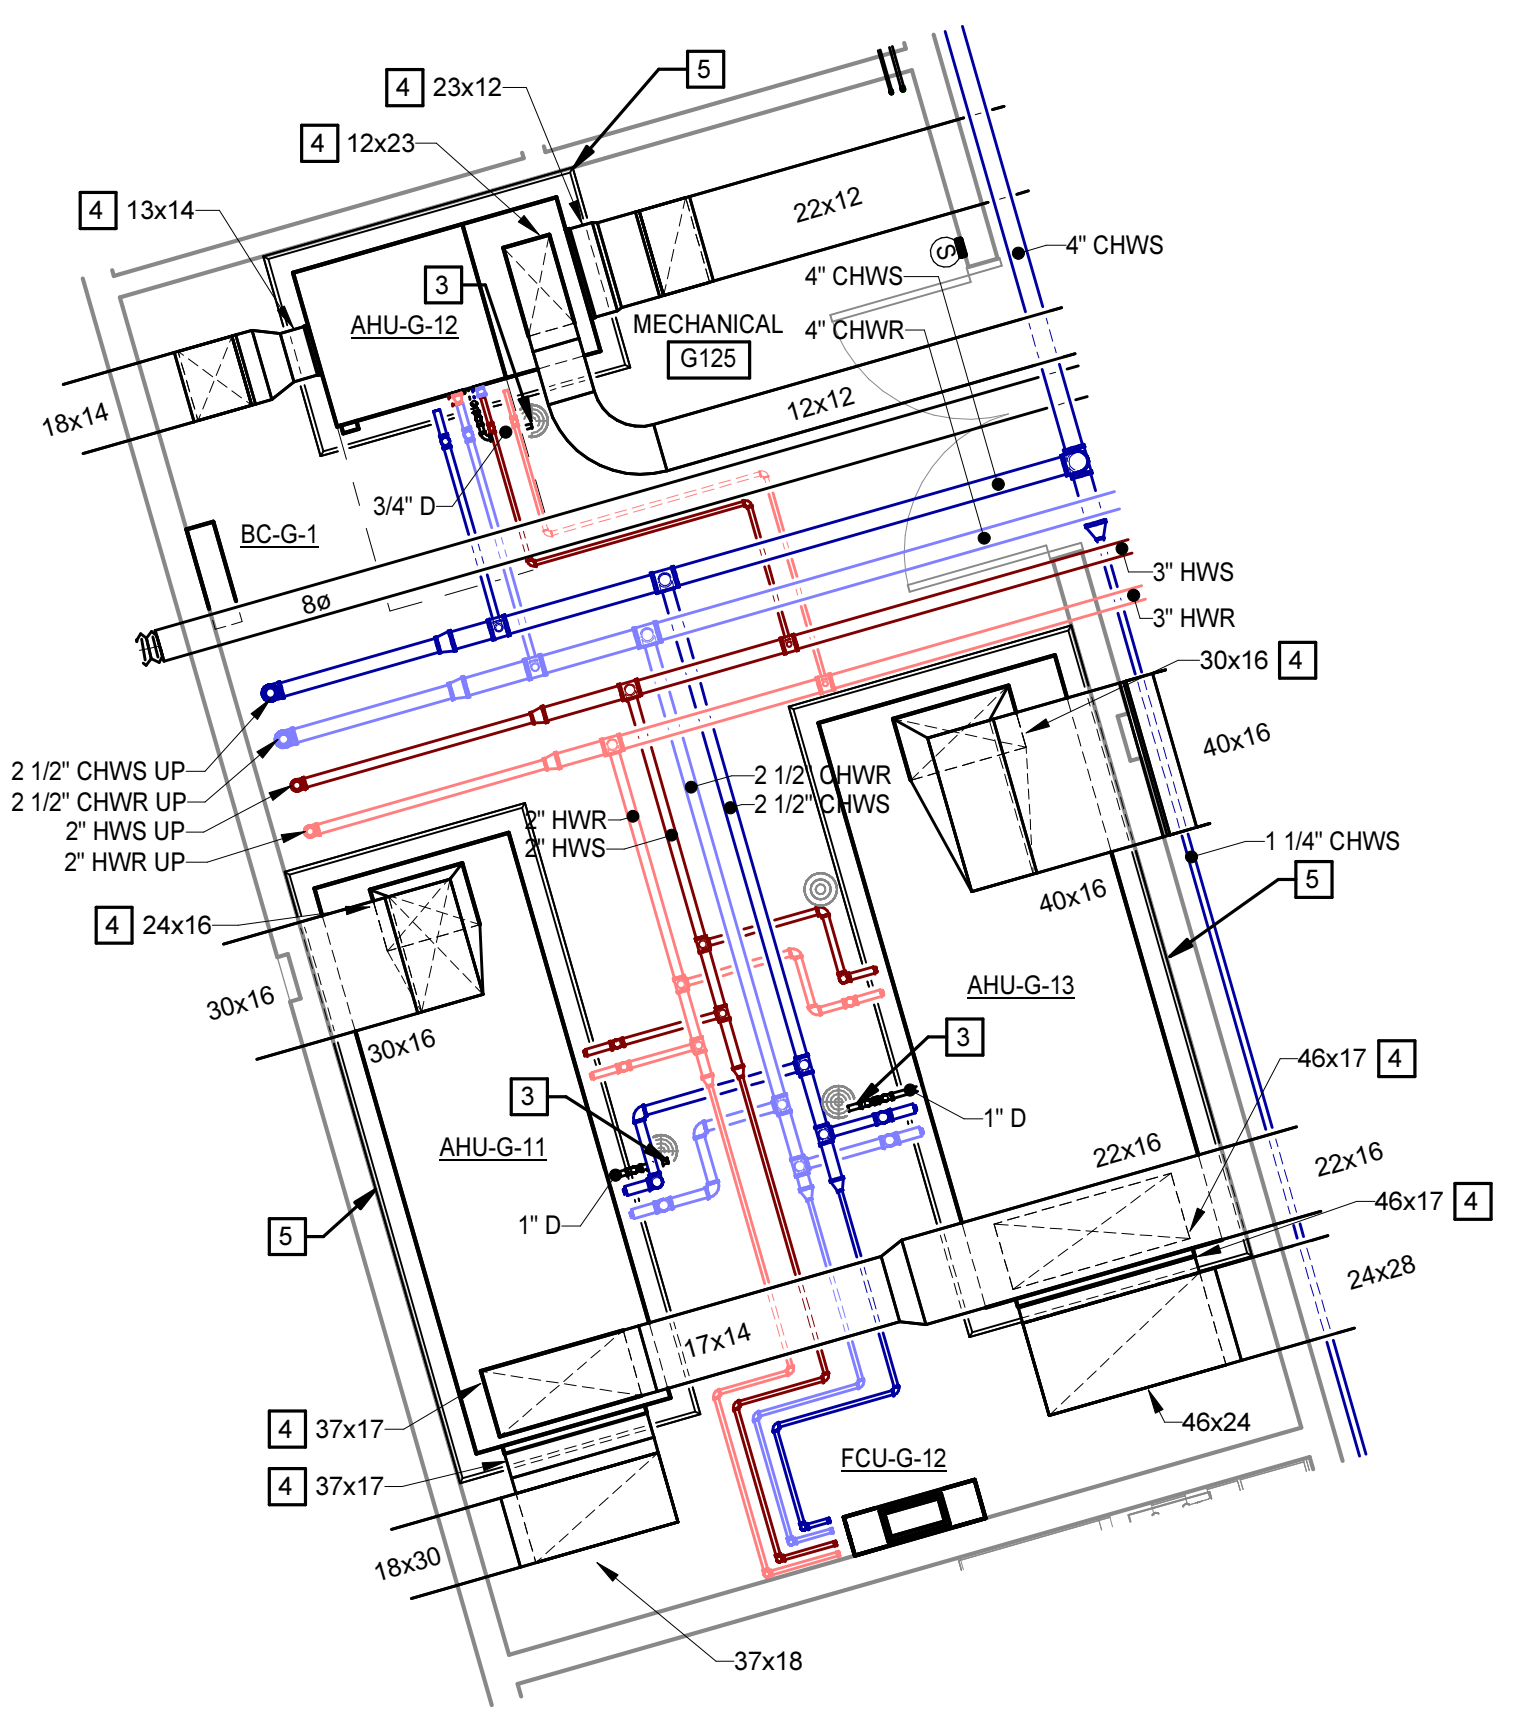 5
4 23x12
4 12x23
4 13x14
22x12
S
4" CHWS
4" CHWS
3
AHU-G-12
MECHANICAL
G125
4" CHWR
18x14
12x12
3/4" D
BC-G-1
8ø
3" HWS
3" HWR
30x16 4
40x16
2 1/2" CHWS UP
2 1/2" CHWR UP
2" HWS UP
2" HWR UP
2 1/2" CHWR
2 1/2" CHWS
2" HWR
2" HWS
1 1/4" CHWS
5
4 24x16
40x16
30x16
30x16
AHU-G-13
3
46x17 4
3
1" D
AHU-G-11
22x16
22x16
46x17 4
1" D
5
24x28
17x14
4 37x17
46x24
4 37x17
FCU-G-12
18x30
37x18